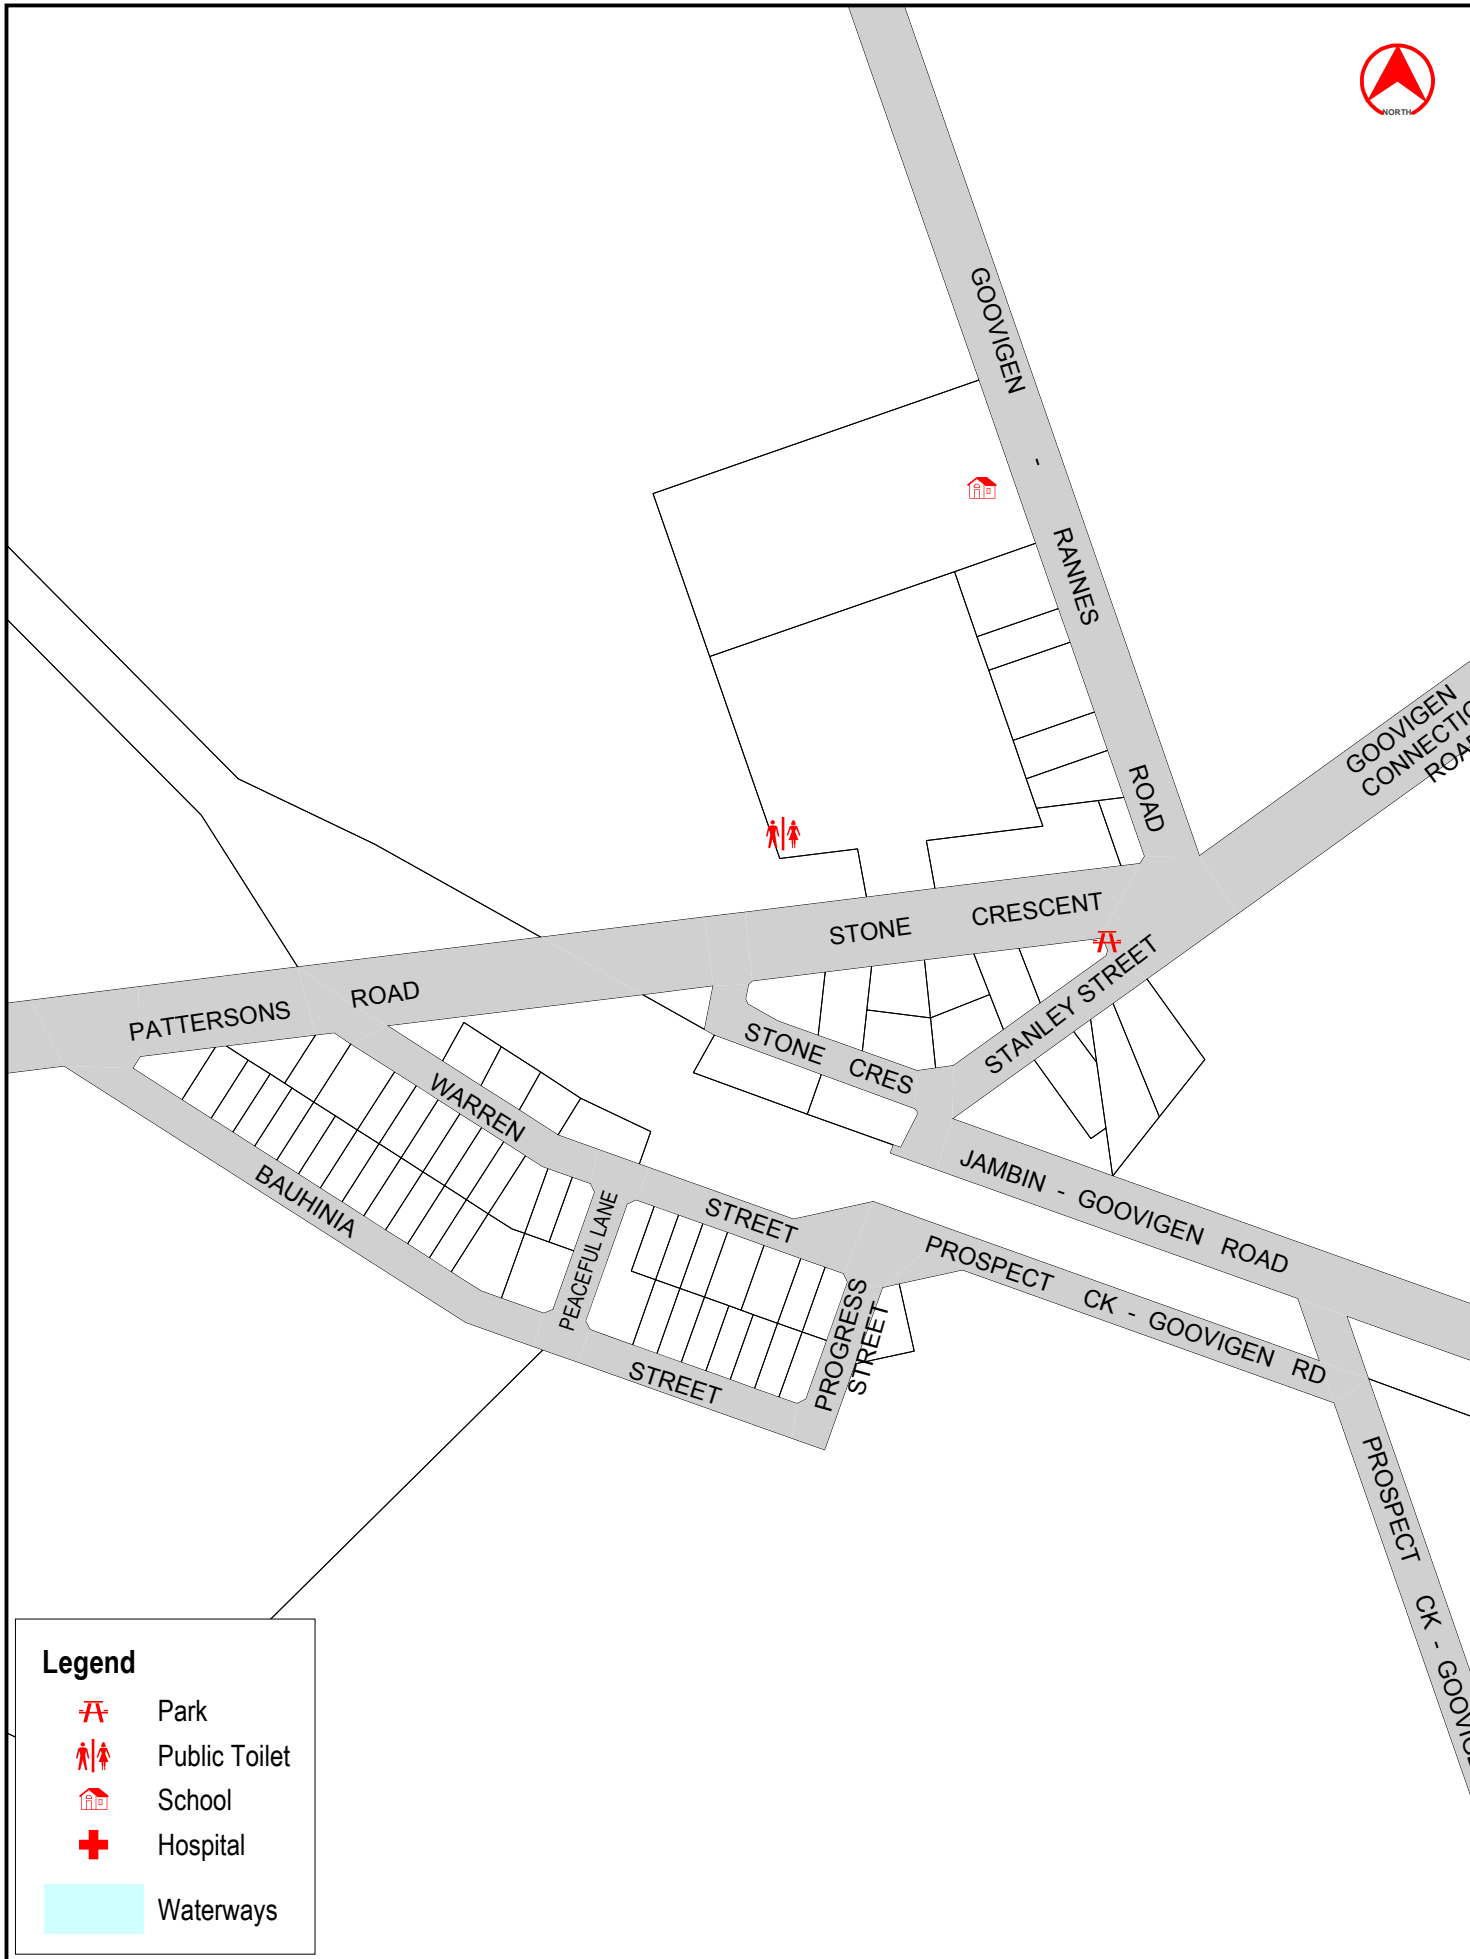 NORTH
GOOVIGEN - RANNES ROAD
GOOVIGEN
CONNECTIO
ROA
STONE CRESCENT
PATTERSONS ROAD
STANLEY STREET
STONE CRES
WARREN STREET
BAUHINIA STREET
PEACEFUL LANE
JAMBIN - GOOVIGEN ROAD
PROSPECT CK - GOOVIGEN RD
PROGRESS
STREET
PROSPECT CK - GOOVIGE
Legend
Park
Public Toilet
School
Hospital
Waterways